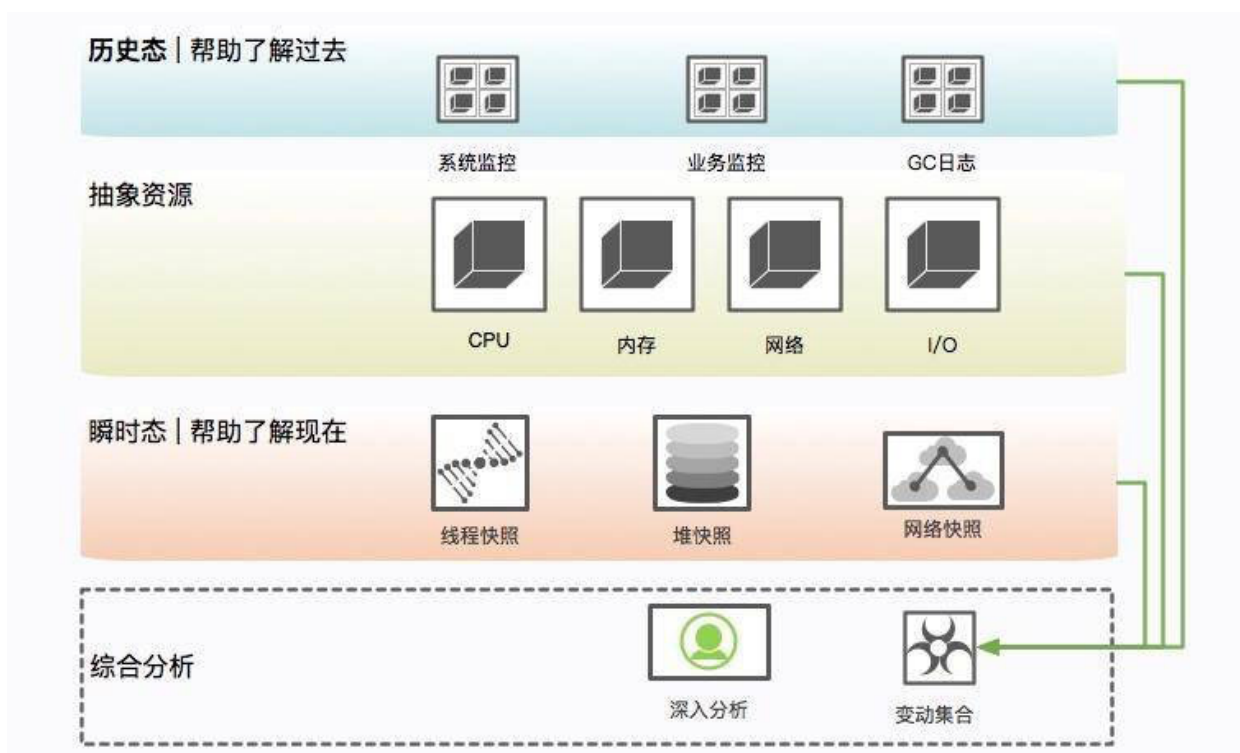 历史态 | 帮助了解过去
系统监控
业务监控
GC日志
抽象资源
CPU
内存
网络
I/O
瞬时态 | 帮助了解现在
线程快照
堆快照
网络快照
综合分析
深入分析
变动集合